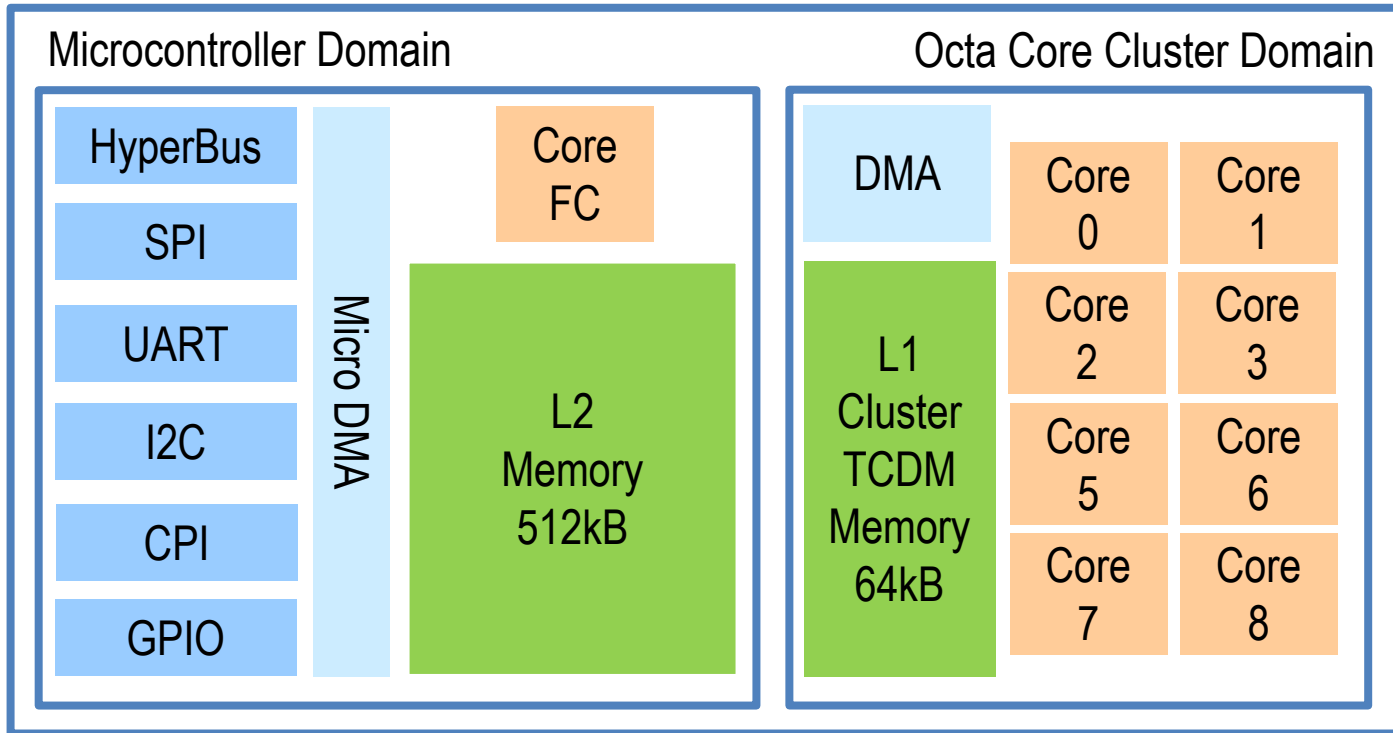 Microcontroller Domain
HyperBus
SPI
UART
I2C
CPI
GPIO
Micro DMA
Core
FC
L2
Memory
512kB
Octa Core Cluster Domain
DMA
L1
Cluster
TCDM
Memory
64kB
Core
0
Core
1
Core
2
Core
3
Core
5
Core
6
Core
7
Core
8